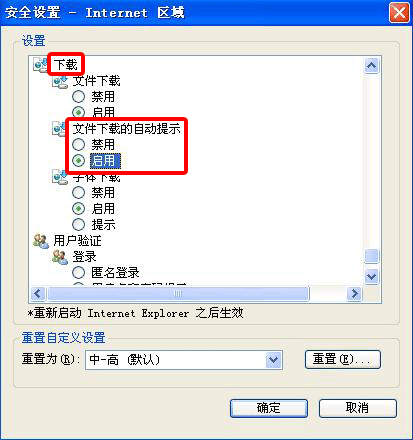 安全设置 - Internet 区域
设置
下载
文件下载
禁用
启用
文件下载的自动提示
禁用
启用
字体下载
禁用
启用
提示
用户验证
登录
匿名登录
*重新启动 Internet Explorer 之后生效
重置自定义设置
重置为(R): 中-高 (默认) 重置(E)...
确定 取消